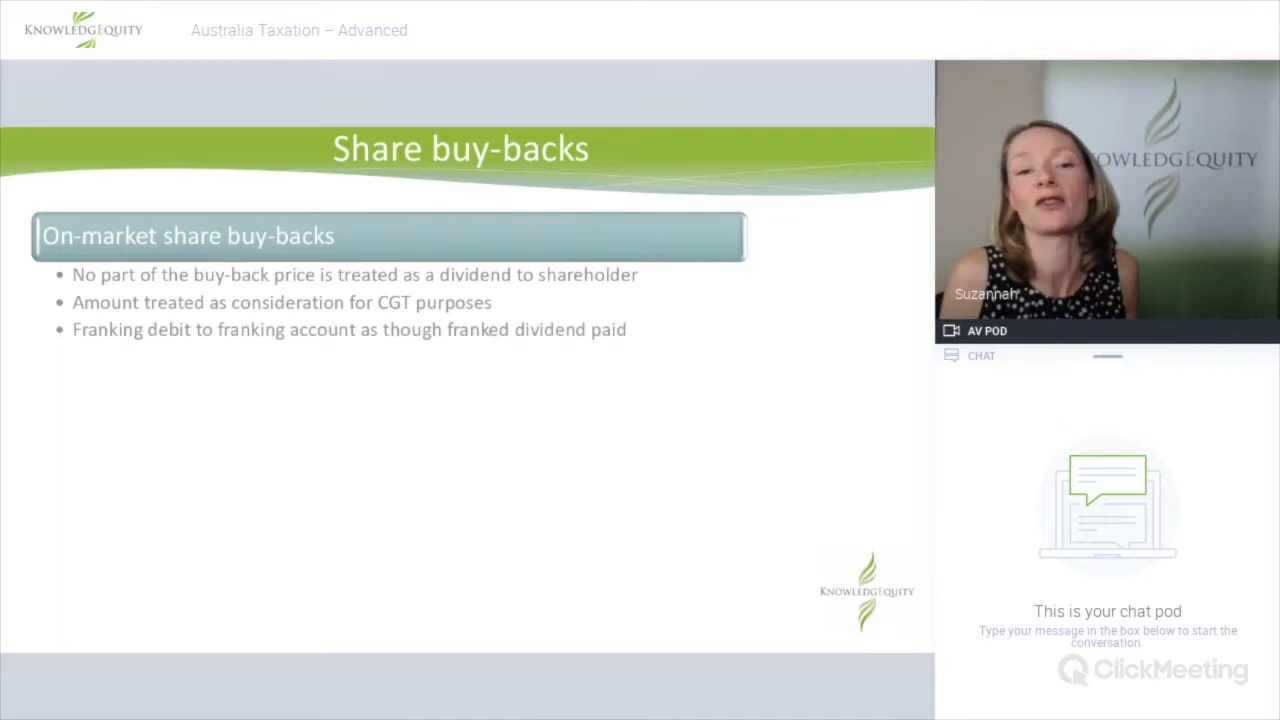 KNOWLEDGEQUITY
Australia Taxation – Advanced
Share buy-backs
On-market share buy-backs
• No part of the buy-back price is treated as a dividend to shareholder
• Amount treated as consideration for CGT purposes
• Franking debit to franking account as though franked dividend paid
KNOWLEDGEQUITY
KNOWLEDGEQUITY
Suzannah
AV POD
CHAT
This is your chat pod
Type your message in the box below to start the
conversation.
ClickMeeting